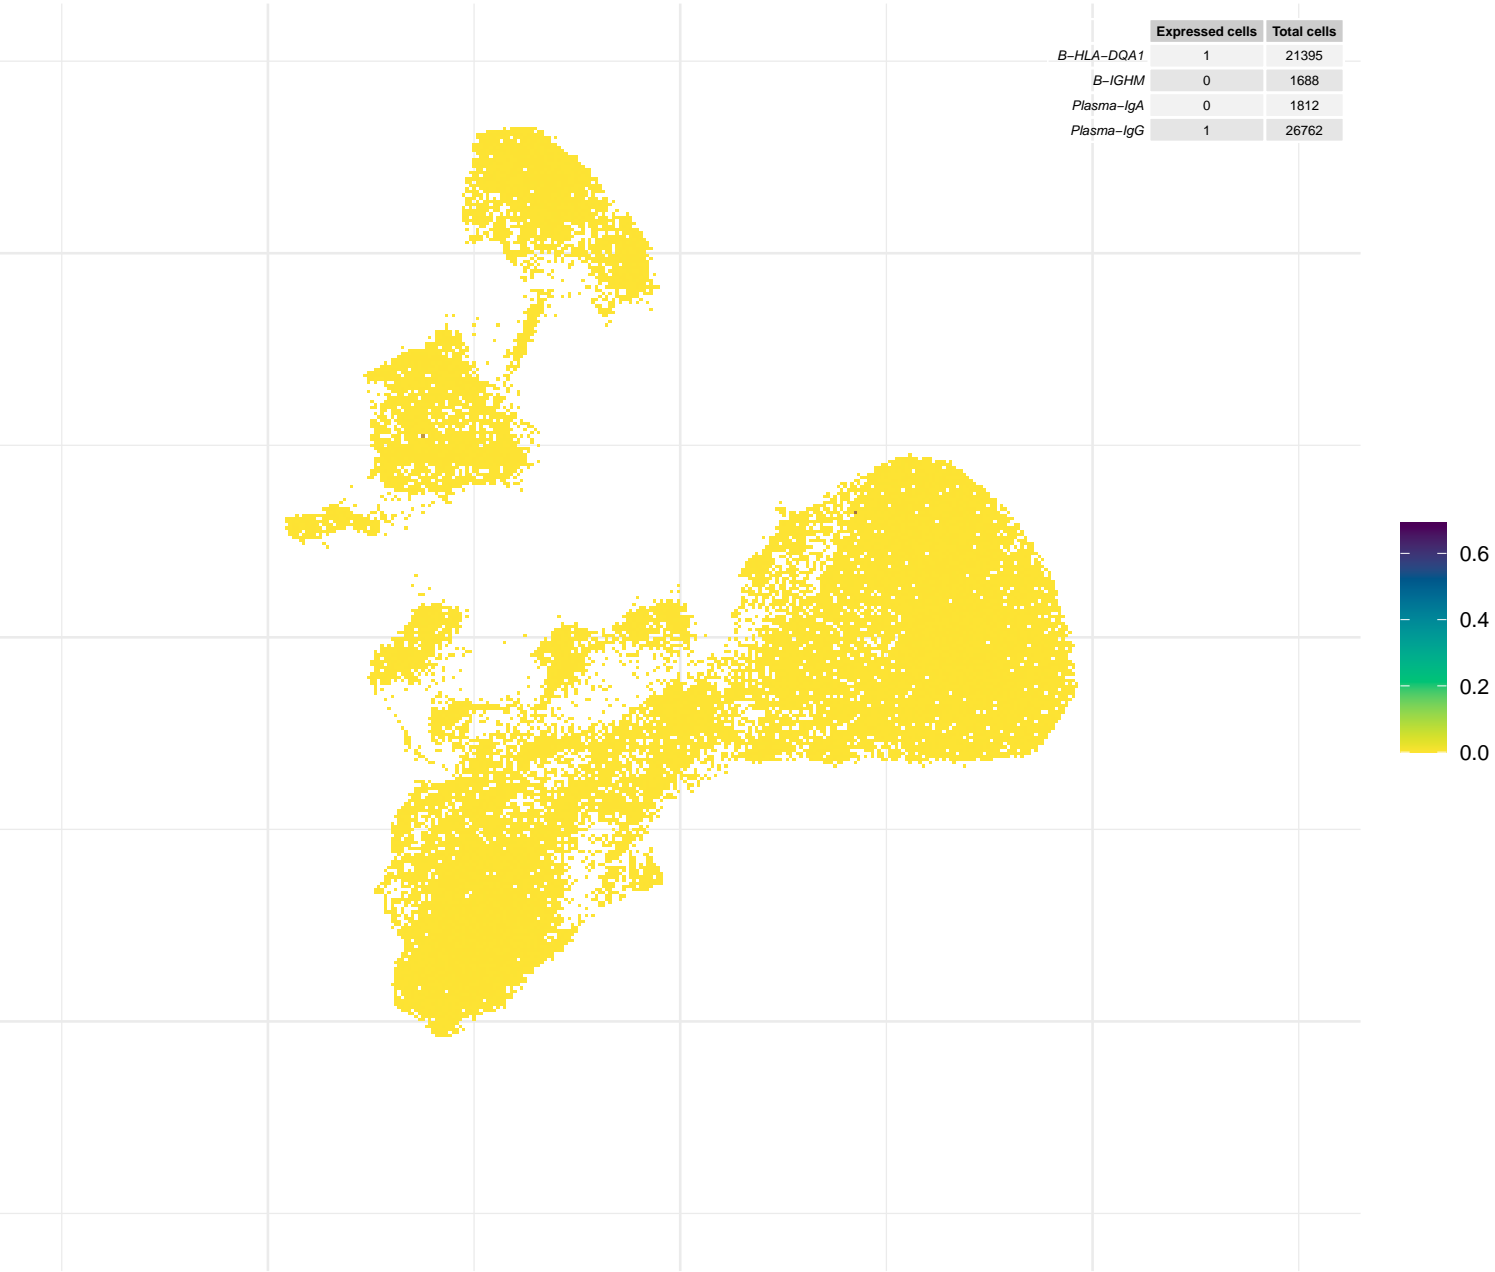 Expressed cells Total cells
B−HLA−DQA1 1 21395
B−IGHM 0 1688
Plasma−IgA 0 1812
Plasma−IgG 1 26762
0.6
0.4
0.2
0.0